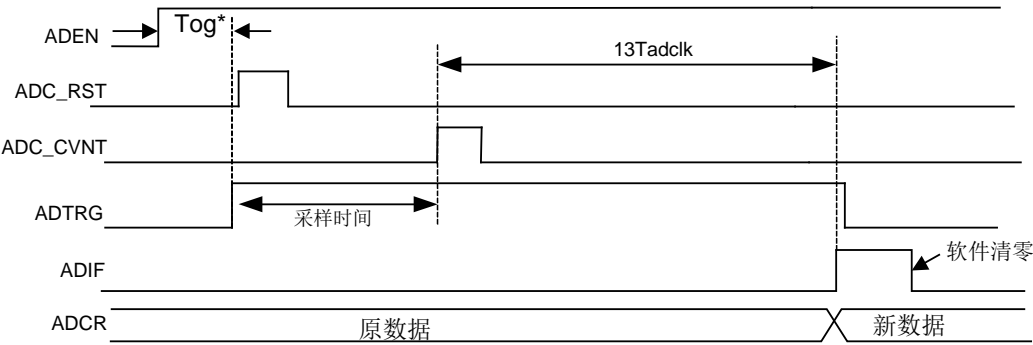 ADEN
Tog*
13Tadclk
ADC_RST
ADC_CVNT
ADTRG
采样时间
ADIF
软件清零
ADCR
原数据
新数据